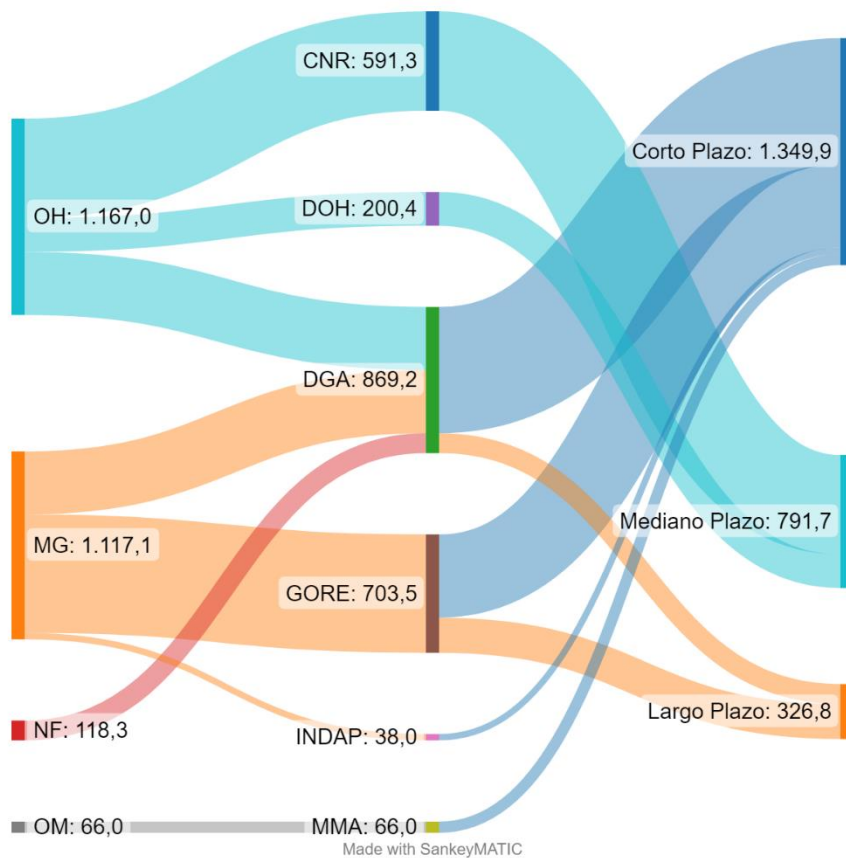 CNR: 591,3
Corto Plazo: 1.349,9
OH: 1.167,0
DOH: 200,4
DGA: 869,2
Mediano Plazo: 791,7
MG: 1.117,1
GORE: 703,5
Largo Plazo: 326,8
NF: 118,3
INDAP: 38,0
OM: 66,0
MMA: 66,0
Made with SankeyMATIC